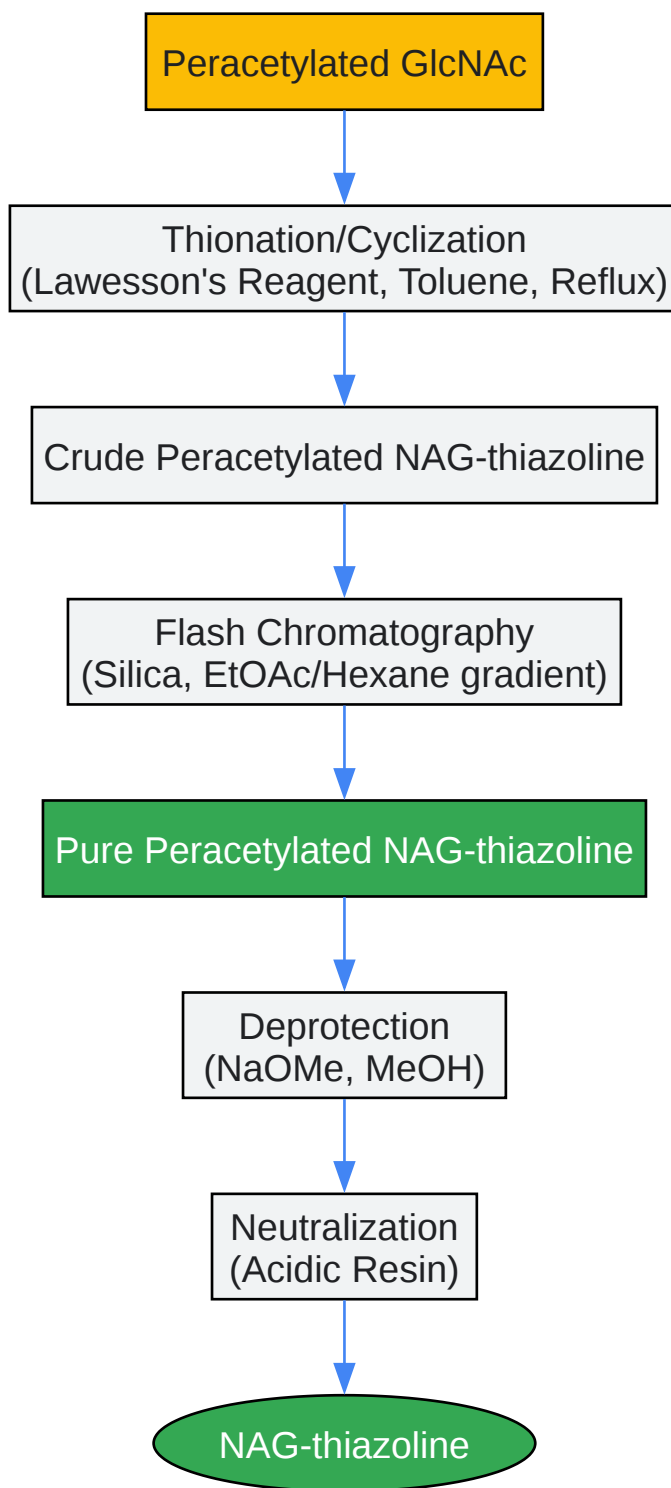 Peracetylated GlcNAc
Thionation/Cyclization
(Lawesson's Reagent, Toluene, Reflux)
Crude Peracetylated NAG-thiazoline
Flash Chromatography
(Silica, EtOAc/Hexane gradient)
Pure Peracetylated NAG-thiazoline
Deprotection
(NaOMe, MeOH)
Neutralization
(Acidic Resin)
NAG-thiazoline